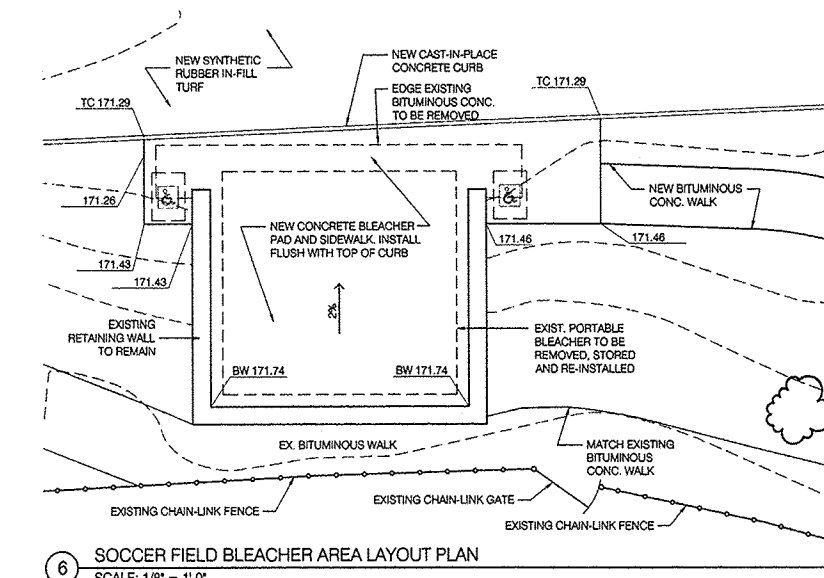 NEW SYNTHETIC
RUBBER IN-FILL
TURF
NEW CAST-IN-PLACE
CONCRETE CURB
EDGE EXISTING
BITUMINOUS CONC.
TO BE REMOVED
TC 171.29
TC 171.29
171.26
NEW BITUMINOUS
CONC. WALK
NEW CONCRETE BLEACHER
PAD AND SIDEWALK. INSTALL
FLUSH WITH TOP OF CURB
171.46
171.46
171.43
171.43
2%
EXISTING
RETAINING WALL
TO REMAIN
EXIST. PORTABLE
BLEACHER TO BE
REMOVED, STORED
AND RE-INSTALLED
BW 171.74
BW 171.74
EX. BITUMINOUS WALK
MATCH EXISTING
BITUMINOUS
CONC. WALK
EXISTING CHAIN-LINK FENCE
EXISTING CHAIN-LINK GATE
EXISTING CHAIN-LINK FENCE
6
SOCCER FIELD BLEACHER AREA LAYOUT PLAN
SCALE: 1/8" = 1'-0"